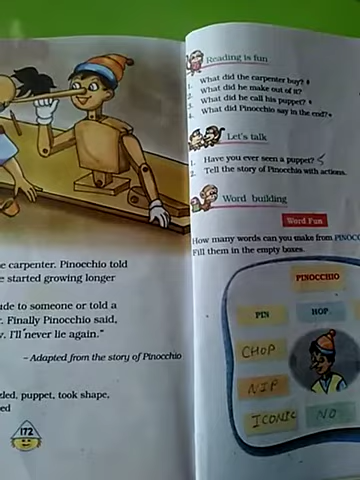 e carpenter. Pinocchio told
e started growing longer
ude to someone or told a
. Finally Pinocchio said,
. I'll never lie again."
– Adapted from the story of Pinocchio
led, puppet, took shape,
ed
172
Reading is fun
1. What did the carpenter buy?
2. What did he make out of it?
3. What did he call his puppet?
4. What did Pinocchio say in the end?
Let's talk
1. Have you ever seen a puppet?
2. Tell the story of Pinocchio with actions.
Word building
Word Fun
How many words can you make from PINOC
Fill them in the empty boxes.
PINOCCHIO
PIN
HOP
CHOP
NIP
ICONIC
NO